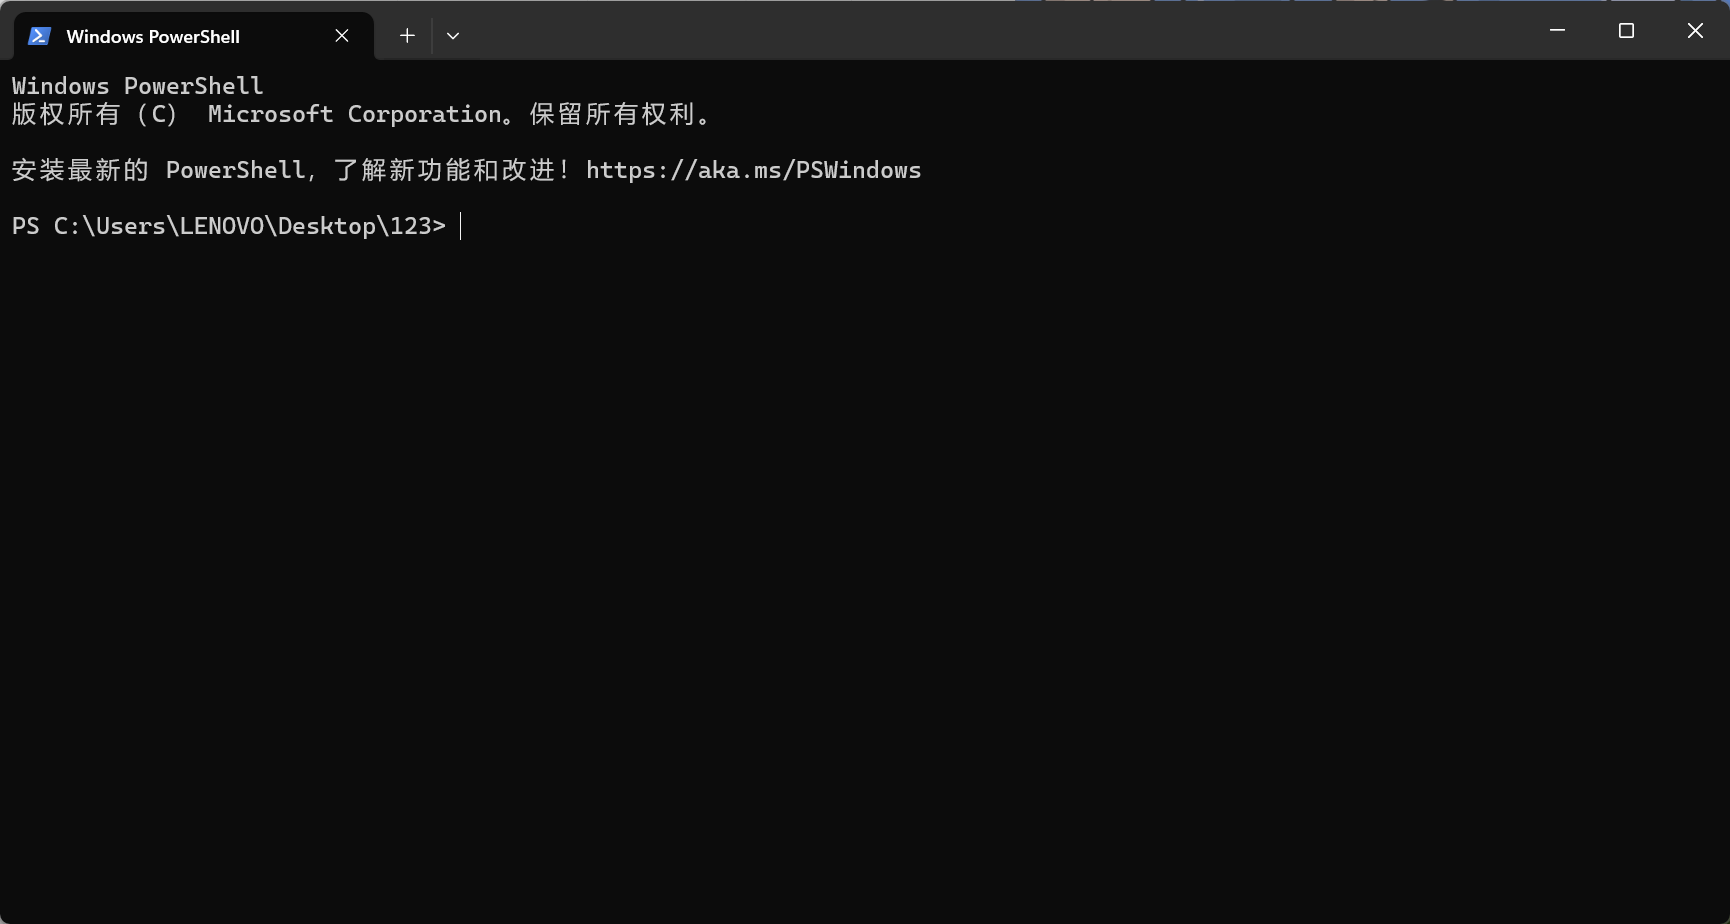 Windows PowerShell
Windows PowerShell
版权所有 (C)  Microsoft Corporation。保留所有权利。
安装最新的 PowerShell，了解新功能和改进！https://aka.ms/PSWindows
PS C:\Users\LENOVO\Desktop\123>